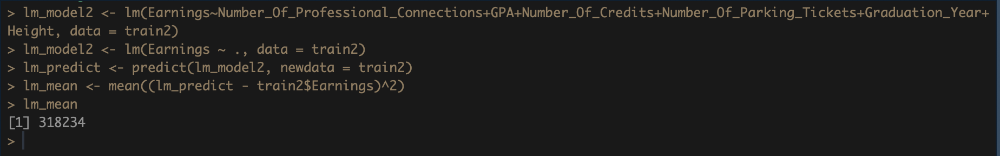 > lm_model2 <- lm(Earnings~Number_Of_Professional_Connections+GPA+Number_Of_Credits+Number_Of_Parking_Tickets+Graduation_Year+
Height, data = train2)
> lm_model2 <- lm(Earnings ~ ., data = train2)
> lm_predict <- predict(lm_model2, newdata = train2)
> lm_mean <- mean((lm_predict - train2$Earnings)^2)
> lm_mean
[1] 318234
>